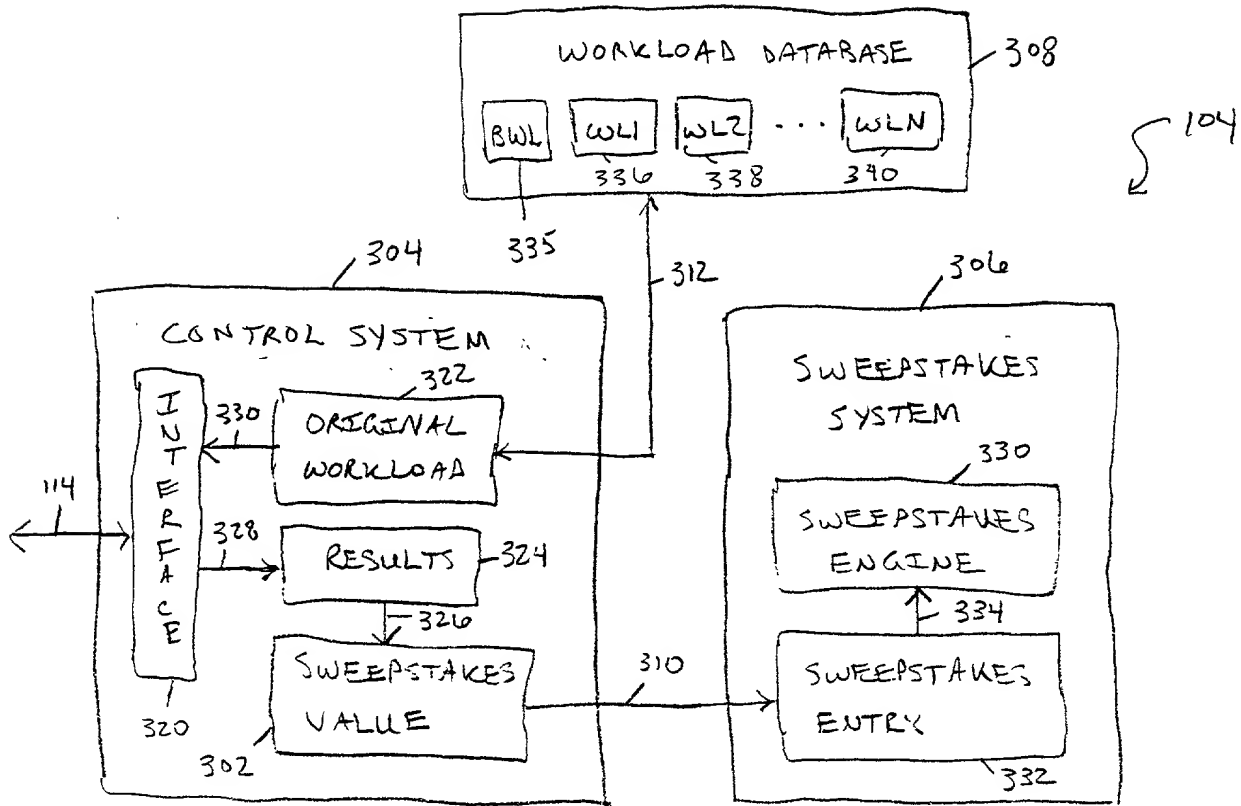 WORKLOAD DATABASE
308
BWL
WL1
WL2
...
WLN
336
338
340
335
104
312
304
CONTROL SYSTEM
INTERFACE
320
322
ORIGINAL
WORKLOAD
330
114
328
RESULTS
324
326
SWEEPSTAKES
VALUE
302
310
306
SWEEPSTAKES
SYSTEM
330
SWEEPSTAKES
ENGINE
334
SWEEPSTAKES
ENTRY
332